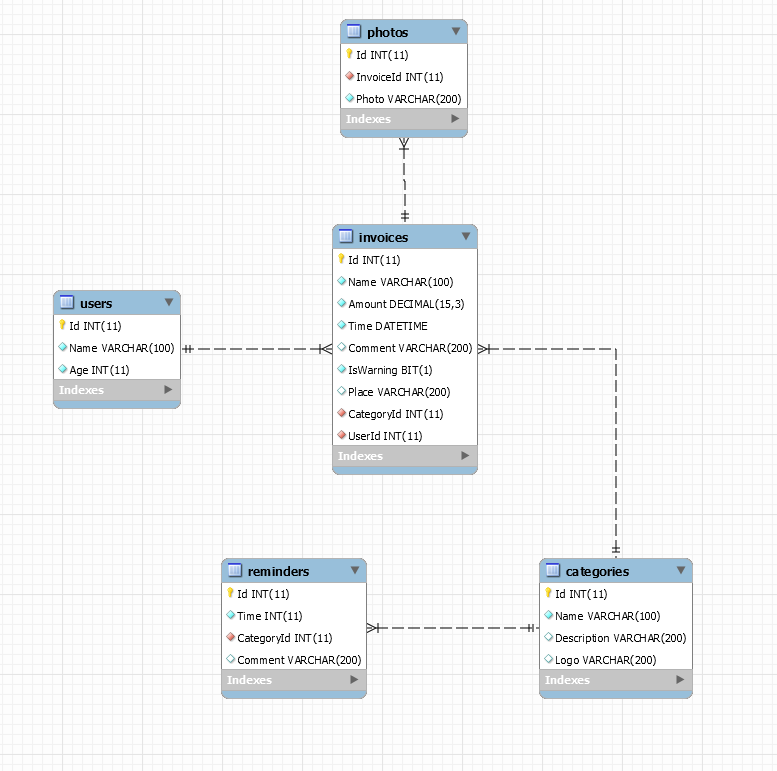 photos
Id INT(11)
InvoiceId INT(11)
Photo VARCHAR(200)
Indexes
invoices
Id INT(11)
Name VARCHAR(100)
Amount DECIMAL(15,3)
Time DATETIME
Comment VARCHAR(200)
IsWarning BIT(1)
Place VARCHAR(200)
CategoryId INT(11)
UserId INT(11)
Indexes
users
Id INT(11)
Name VARCHAR(100)
Age INT(11)
Indexes
reminders
Id INT(11)
Time INT(11)
CategoryId INT(11)
Comment VARCHAR(200)
Indexes
categories
Id INT(11)
Name VARCHAR(100)
Description VARCHAR(200)
Logo VARCHAR(200)
Indexes